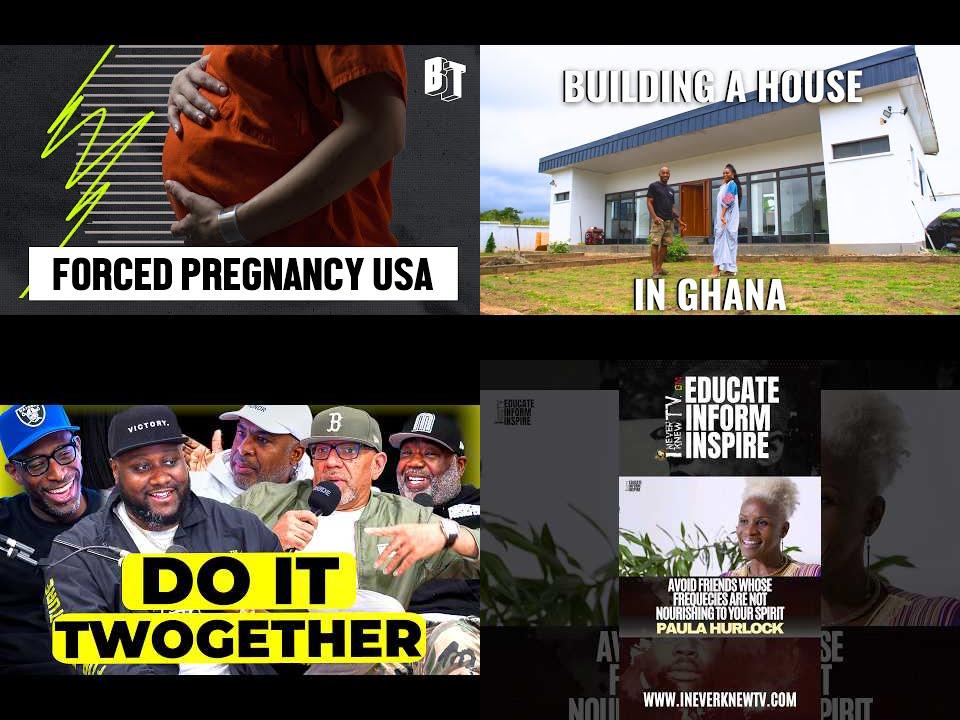 BT
FORCED PREGNANCY USA
BUILDING A HOUSE
IN GHANA
VICTORY.
B
DO IT
TWOGETHER
EDUCATE
INFORM
INSPIRE
I NEVER
KNEW TV
EDUCATE
INFORM
INSPIRE
AVOID FRIENDS WHOSE
FREQUECIES ARE NOT
NOURISHING TO YOUR SPIRIT
PAULA HURLOCK
WWW.INEVERKNEWTV.COM